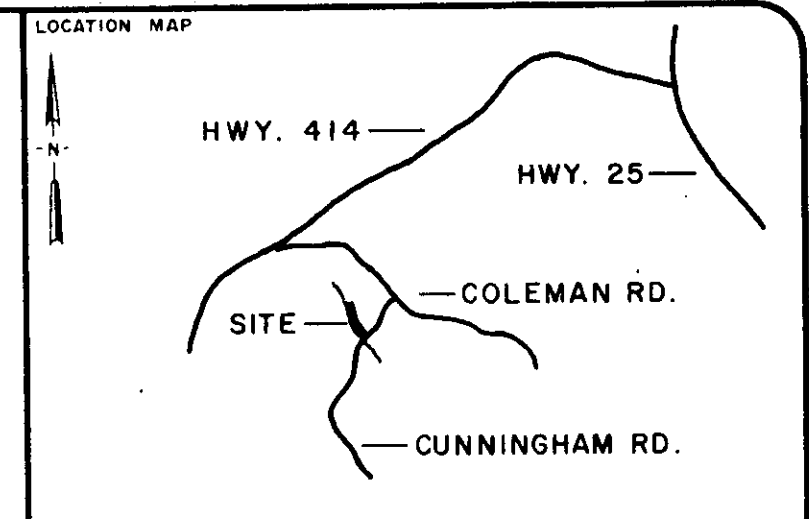 LOCATION MAP
-N-
HWY. 414
HWY. 25
COLEMAN RD.
SITE
CUNNINGHAM RD.